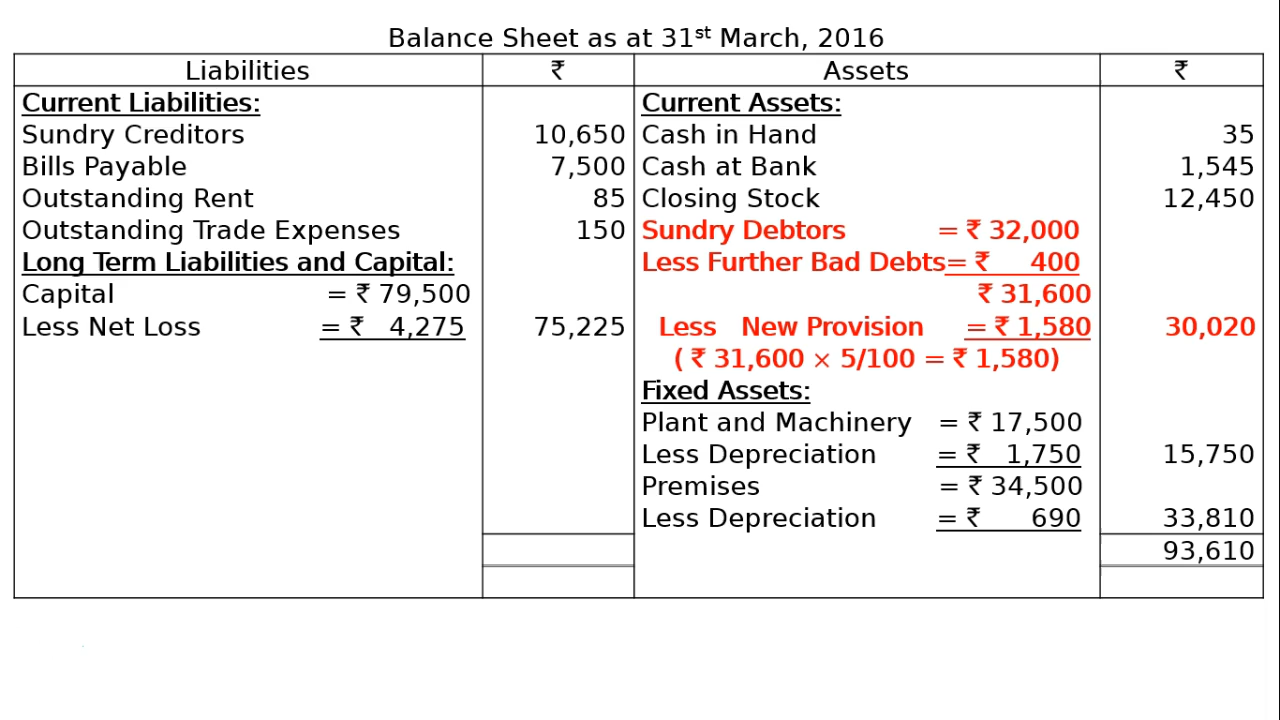 Balance Sheet as at 31st March, 2016
Liabilities ₹ Assets ₹
Current Liabilities: Current Assets:
Sundry Creditors 10,650 Cash in Hand 35
Bills Payable 7,500 Cash at Bank 1,545
Outstanding Rent 85 Closing Stock 12,450
Outstanding Trade Expenses 150 Sundry Debtors = ₹ 32,000
Long Term Liabilities and Capital: Less Further Bad Debts= ₹ 400
Capital = ₹ 79,500 ₹ 31,600
Less Net Loss = ₹ 4,275 75,225 Less New Provision = ₹ 1,580 30,020
( ₹ 31,600 × 5/100 = ₹ 1,580)
Fixed Assets:
Plant and Machinery = ₹ 17,500
Less Depreciation = ₹ 1,750 15,750
Premises = ₹ 34,500
Less Depreciation = ₹ 690 33,810
93,610